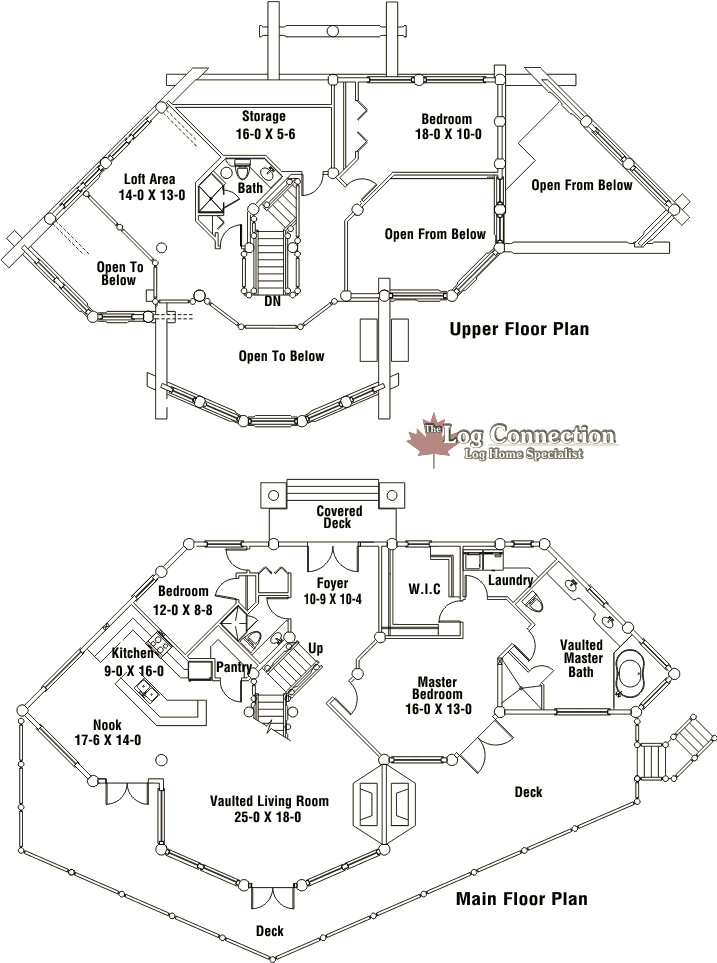 Storage
16-0 X 5-6
Bedroom
18-0 X 10-0
Loft Area
14-0 X 13-0
Bath
Open From Below
Open From Below
Open To
Below
DN
Upper Floor Plan
Open To Below
The Log Connection
Log Home Specialist
Covered
Deck
Foyer
10-9 X 10-4
W.I.C
Laundry
Bedroom
12-0 X 8-8
Kitchen
9-0 X 16-0
Pantry
Up
Vaulted
Master
Bath
Master
Bedroom
16-0 X 13-0
Nook
17-6 X 14-0
Vaulted Living Room
25-0 X 18-0
Deck
Main Floor Plan
Deck